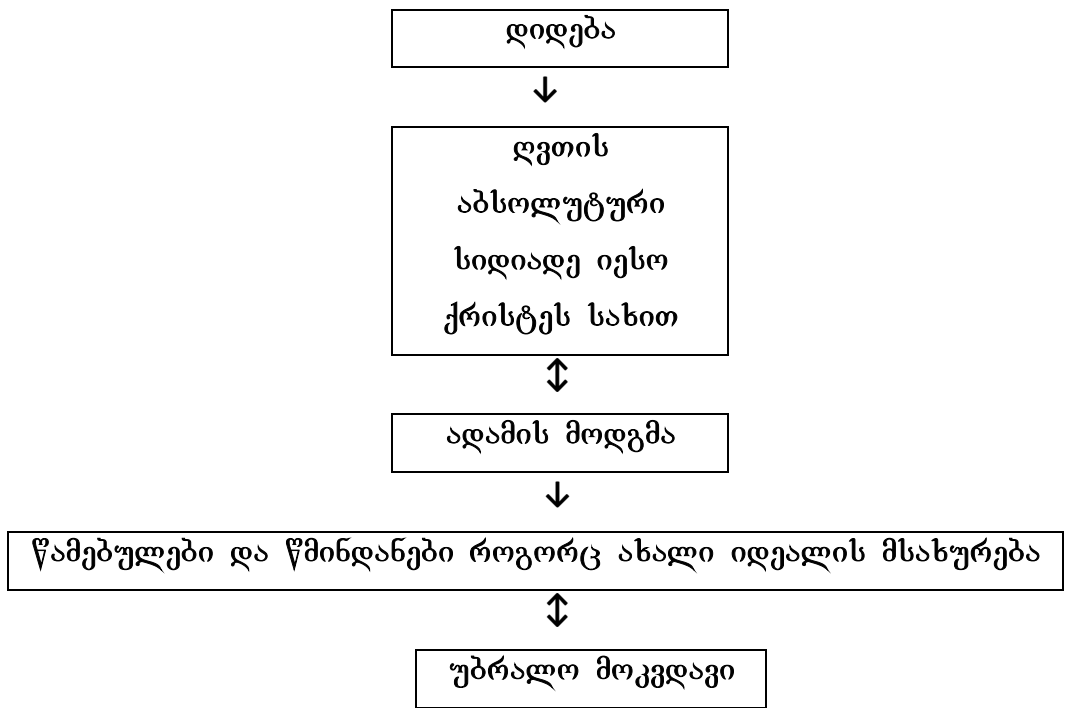 დიდება
ღვთის
აბსოლუტური
სიდიადე იესო
ქრისტეს სახით
ადამის მოდგმა
წამებულები და წმინდანები როგორც ახალი იდეალის მსახურება
უბრალო მოკვდავი